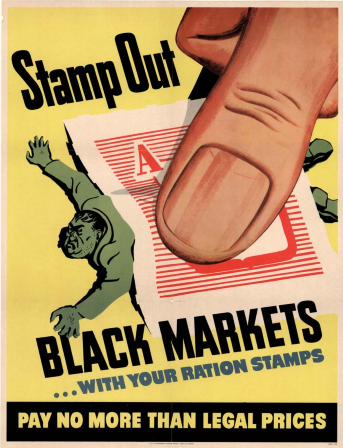 Stamp Out
A
BLACK MARKETS
...WITH YOUR RATION STAMPS
PAY NO MORE THAN LEGAL PRICES